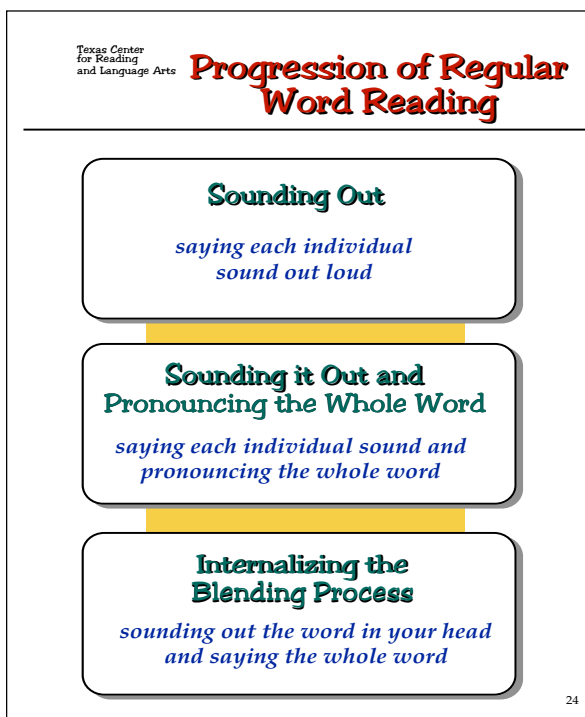 Texas Center
for Reading
and Language Arts
Progression of Regular
Word Reading
Sounding Out
saying each individual
sound out loud
Sounding it Out and
Pronouncing the Whole Word
saying each individual sound and
pronouncing the whole word
Internalizing the
Blending Process
sounding out the word in your head
and saying the whole word
24